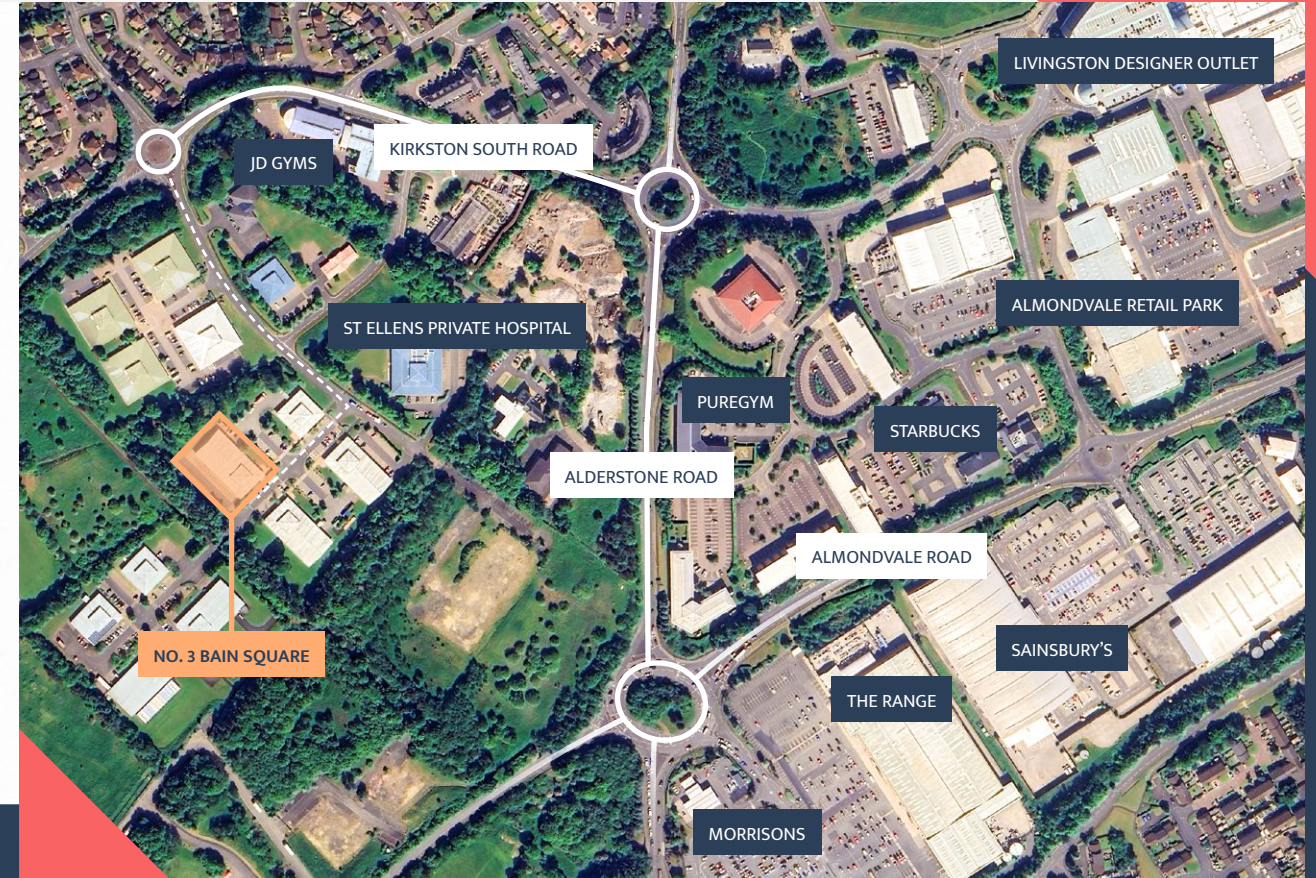 LIVINGSTON DESIGNER OUTLET
KIRKSTON SOUTH ROAD
JD GYMS
ALMONDVALE RETAIL PARK
ST ELLENS PRIVATE HOSPITAL
PUREGYM
STARBUCKS
ALDERSTONE ROAD
ALMONDVALE ROAD
SAINSBURY'S
NO. 3 BAIN SQUARE
THE RANGE
MORRISONS